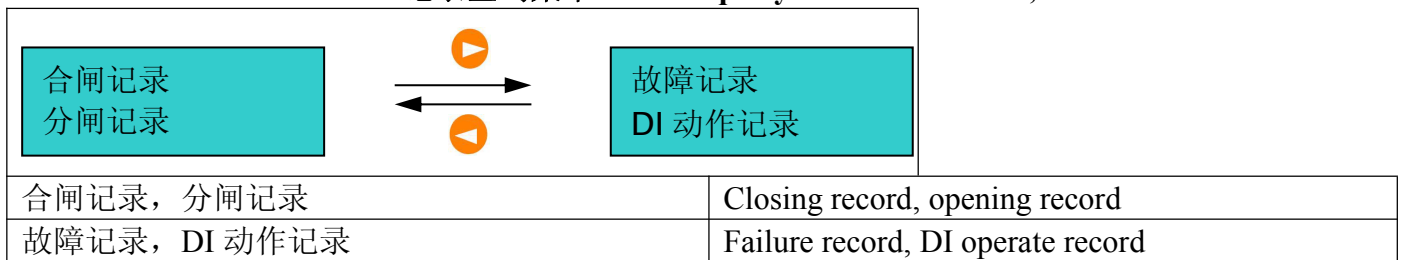 合闸记录
分闸记录
故障记录
DI 动作记录
合闸记录，分闸记录 Closing record, opening record
故障记录，DI 动作记录 Failure record, DI operate record